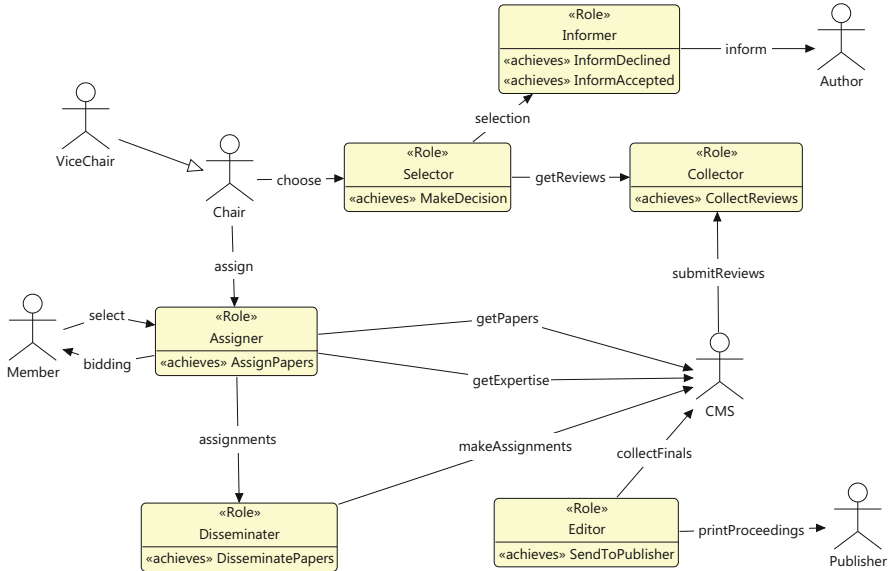 «Role»
Informer
«achieves» InformDeclined
«achieves» InformAccepted
inform
Author
ViceChair
selection
Chair
choose
«Role»
Selector
«achieves» MakeDecision
getReviews
«Role»
Collector
«achieves» CollectReviews
assign
submitReviews
Member
select
bidding
«Role»
Assigner
«achieves» AssignPapers
getPapers
getExpertise
CMS
assignments
makeAssignments
collectFinals
«Role»
Disseminater
«achieves» DisseminatePapers
«Role»
Editor
«achieves» SendToPublisher
printProceedings
Publisher